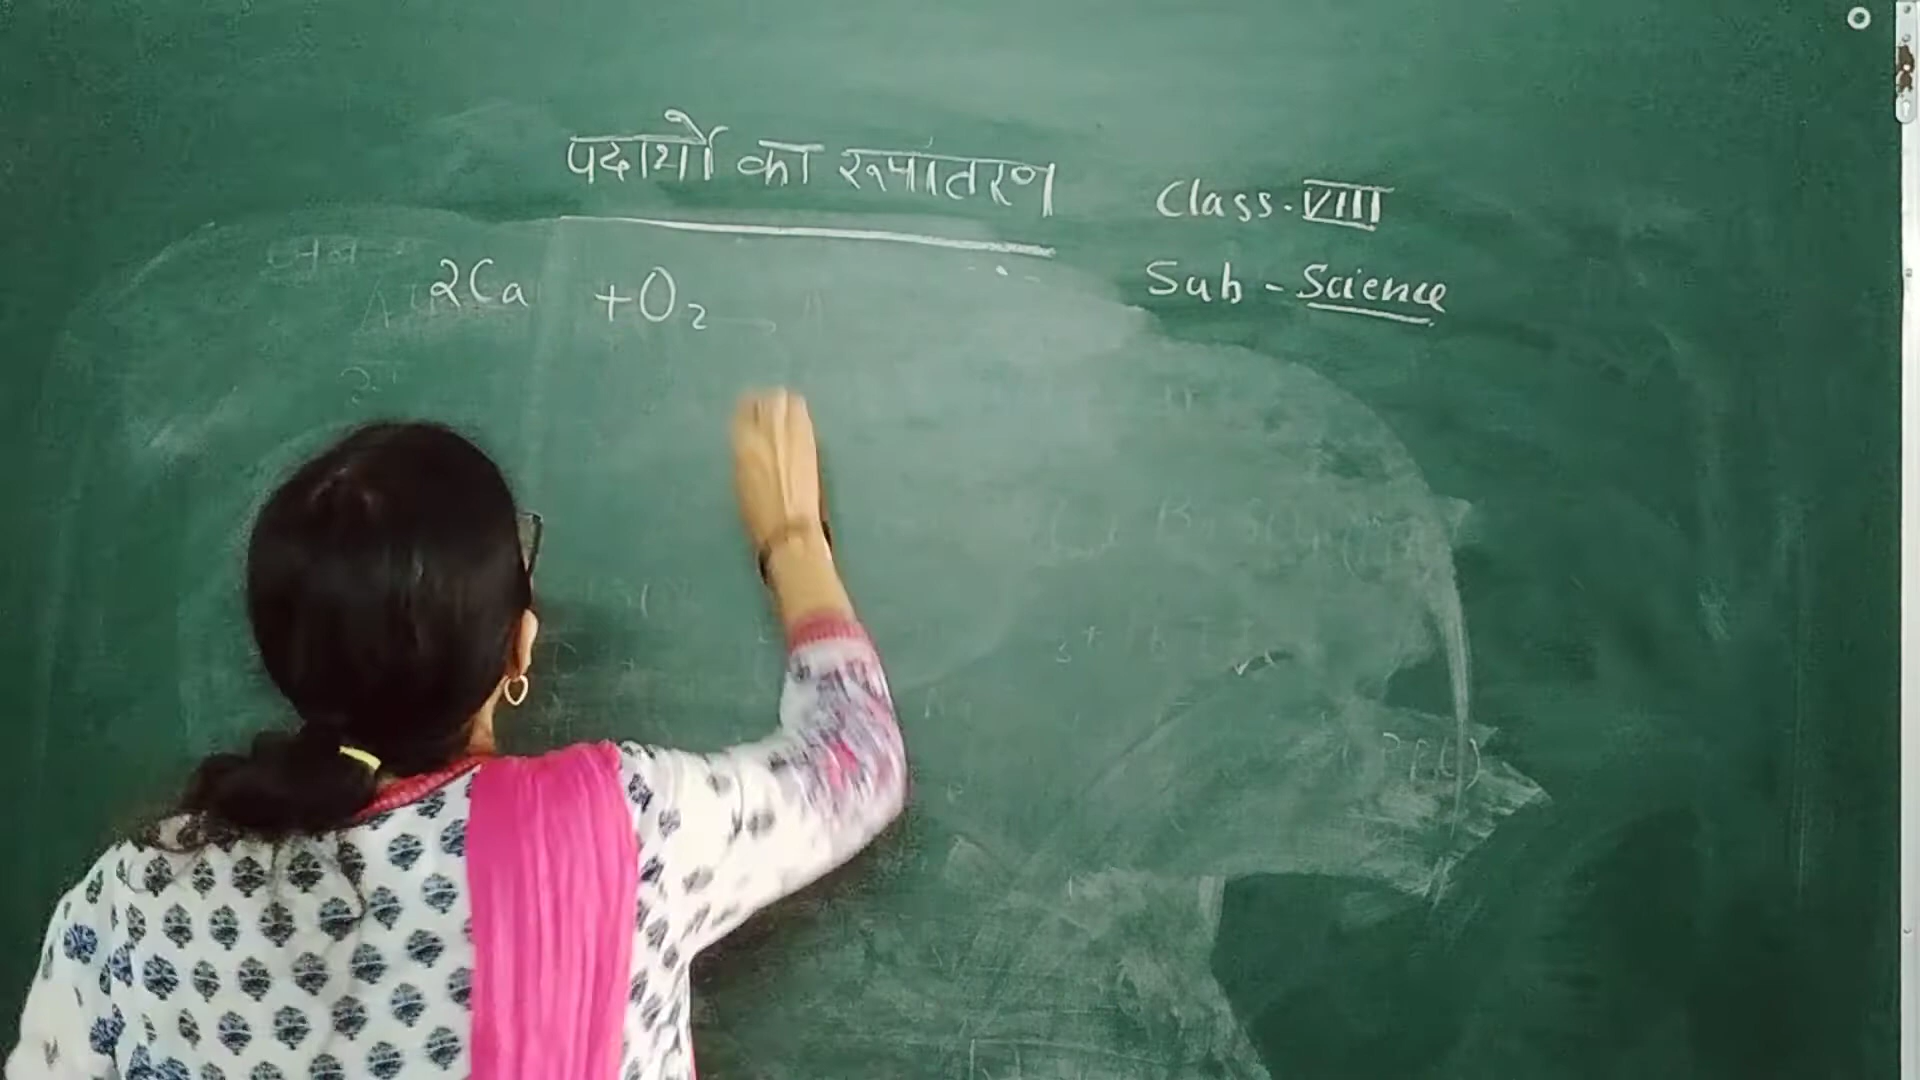 पदार्थों का रूपांतरण
Class. VIII
Sub - Science
2Ca + O₂